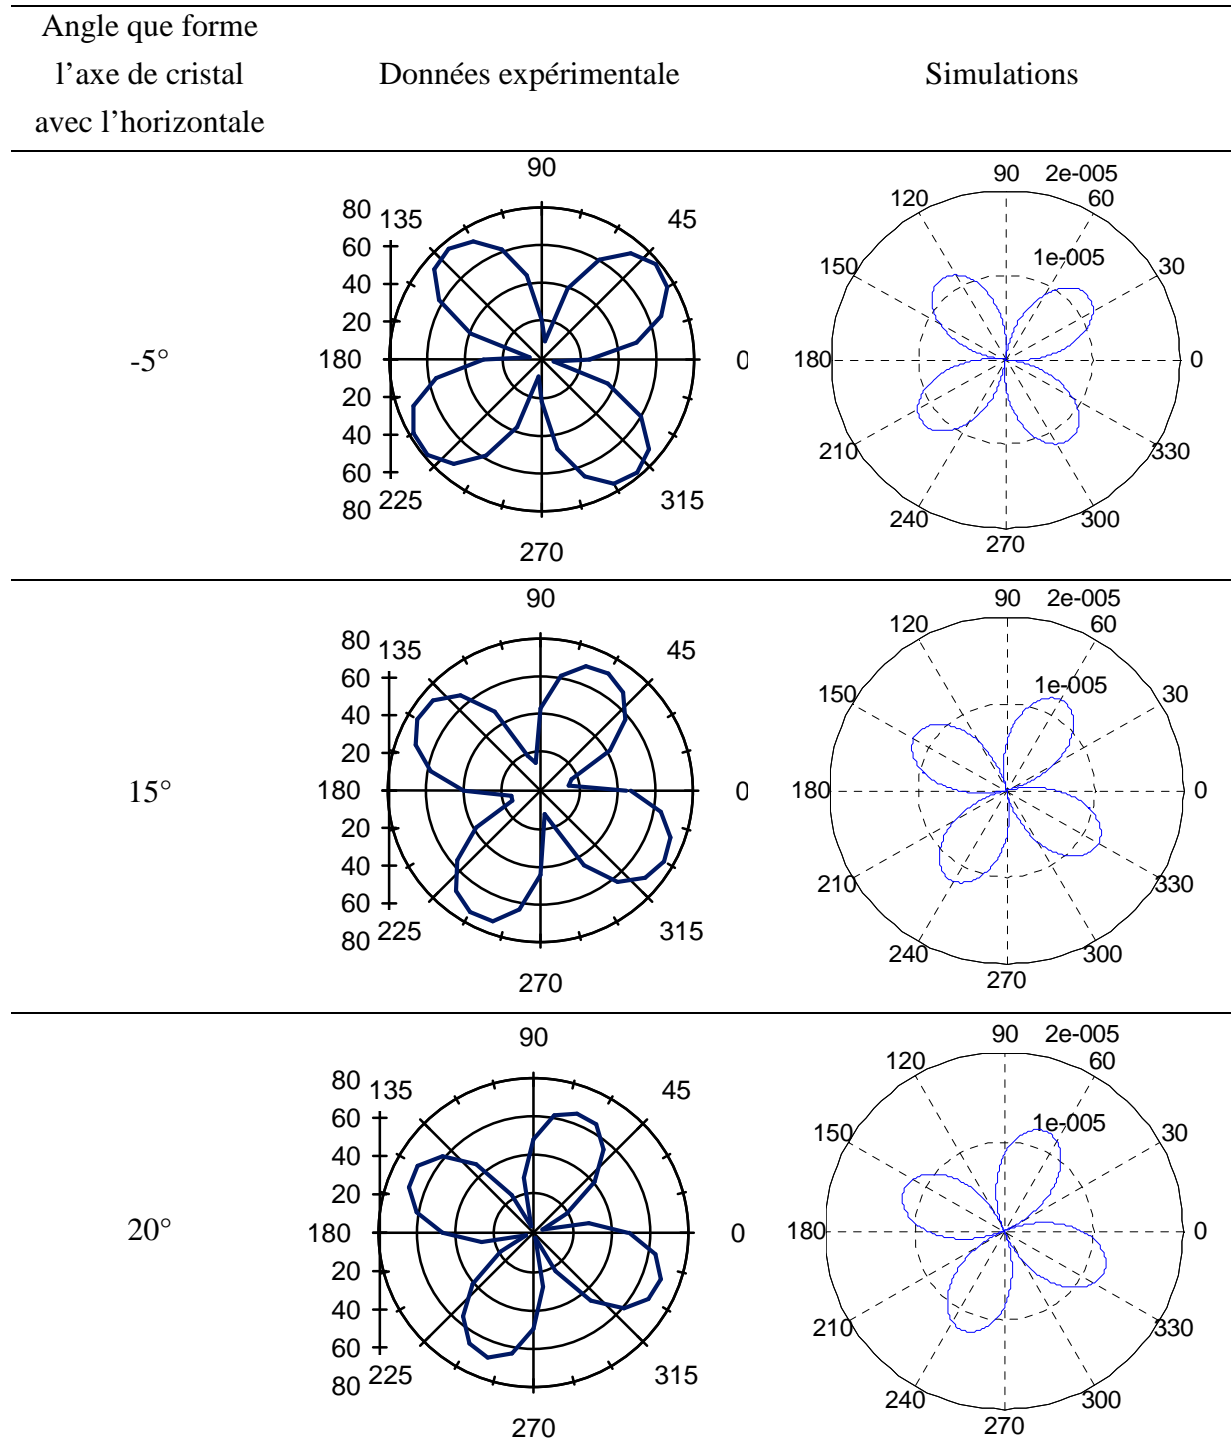 Angle que forme
l’axe de cristal
avec l’horizontale
Données expérimentale
Simulations
-5°
90
80 135 45
60
40
20
180 0
20
40
60
80 225 315
270
90 2e-005
120 60
1e-005
150 30
180 0
210 330
240 300
270
15°
90
80 135 45
60
40
20
180 0
20
40
60
80 225 315
270
90 2e-005
120 60
1e-005
150 30
180 0
210 330
240 300
270
20°
90
80 135 45
60
40
20
180 0
20
40
60
80 225 315
270
90 2e-005
120 60
1e-005
150 30
180 0
210 330
240 300
270